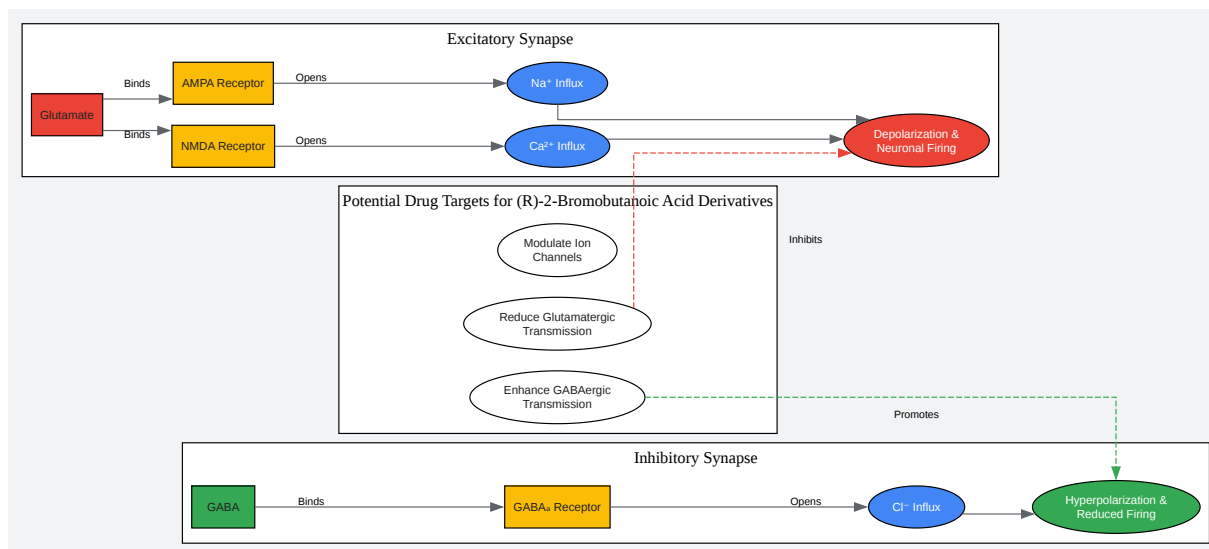 Excitatory Synapse
Glutamate
Binds
Binds
AMPA Receptor
NMDA Receptor
Opens
Opens
Na⁺ Influx
Ca²⁺ Influx
Depolarization &
Neuronal Firing
Potential Drug Targets for (R)-2-Bromobutanoic Acid Derivatives
Modulate Ion
Channels
Inhibits
Reduce Glutamatergic
Transmission
Enhance GABAergic
Transmission
Promotes
Inhibitory Synapse
GABA
Binds
GABAₐ Receptor
Opens
Cl⁻ Influx
Hyperpolarization &
Reduced Firing